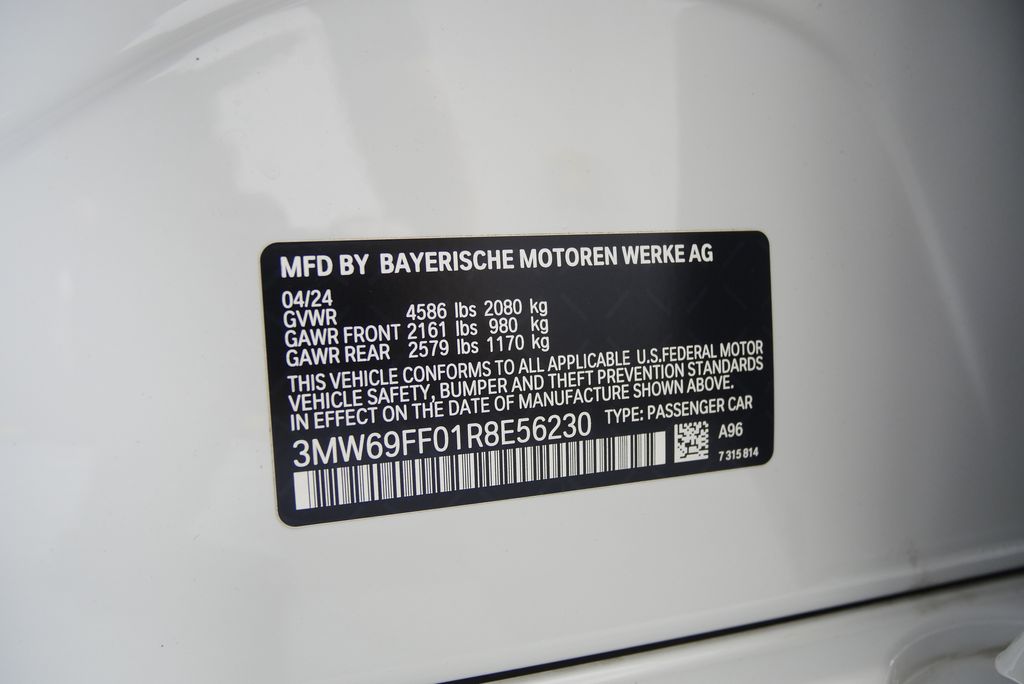 MFD BY BAYERISCHE MOTOREN WERKE AG
04/24
GVWR 4586 lbs 2080 kg
GAWR FRONT 2161 lbs 980 kg
GAWR REAR 2579 lbs 1170 kg
THIS VEHICLE CONFORMS TO ALL APPLICABLE U.S.FEDERAL MOTOR
VEHICLE SAFETY, BUMPER AND THEFT PREVENTION STANDARDS
IN EFFECT ON THE DATE OF MANUFACTURE SHOWN ABOVE.
3MW69FF01R8E56230 TYPE: PASSENGER CAR
A96
7 315 814